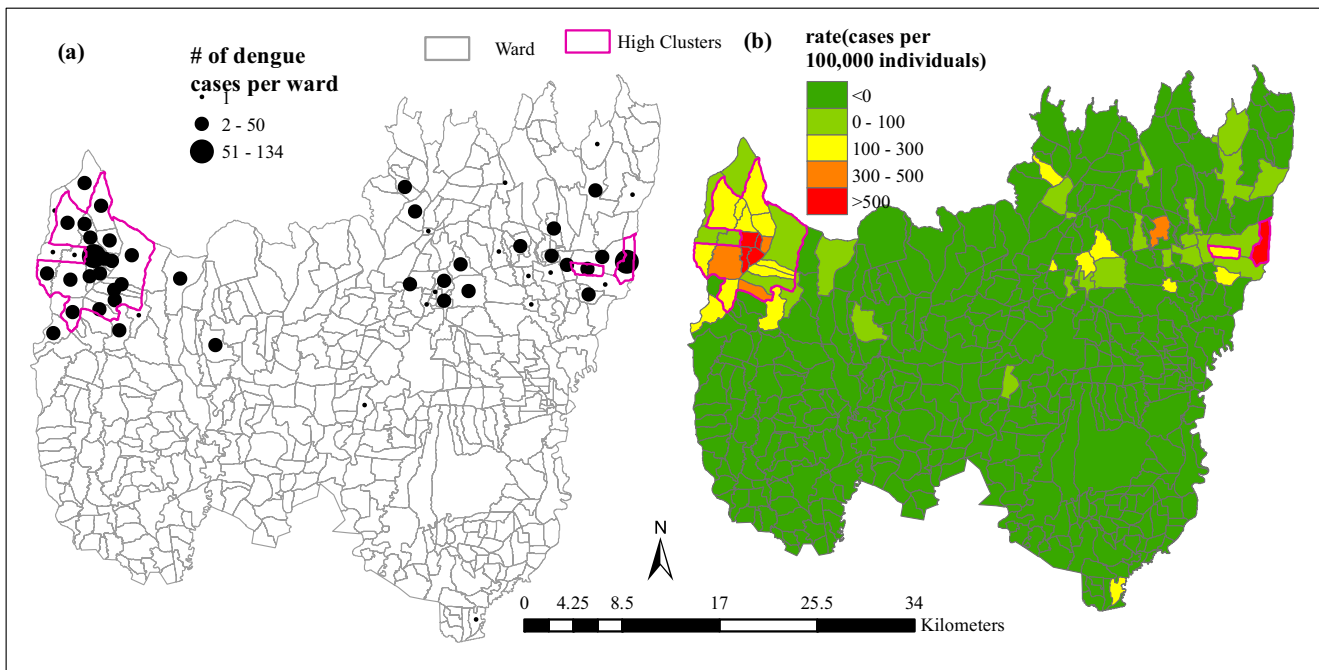 (a)
# of dengue
cases per ward
1
2 - 50
51 - 134
Ward
High Clusters
(b)
rate(cases per
100,000 individuals)
<0
0 - 100
100 - 300
300 - 500
>500
N
0 4.25 8.5 17 25.5 34
Kilometers